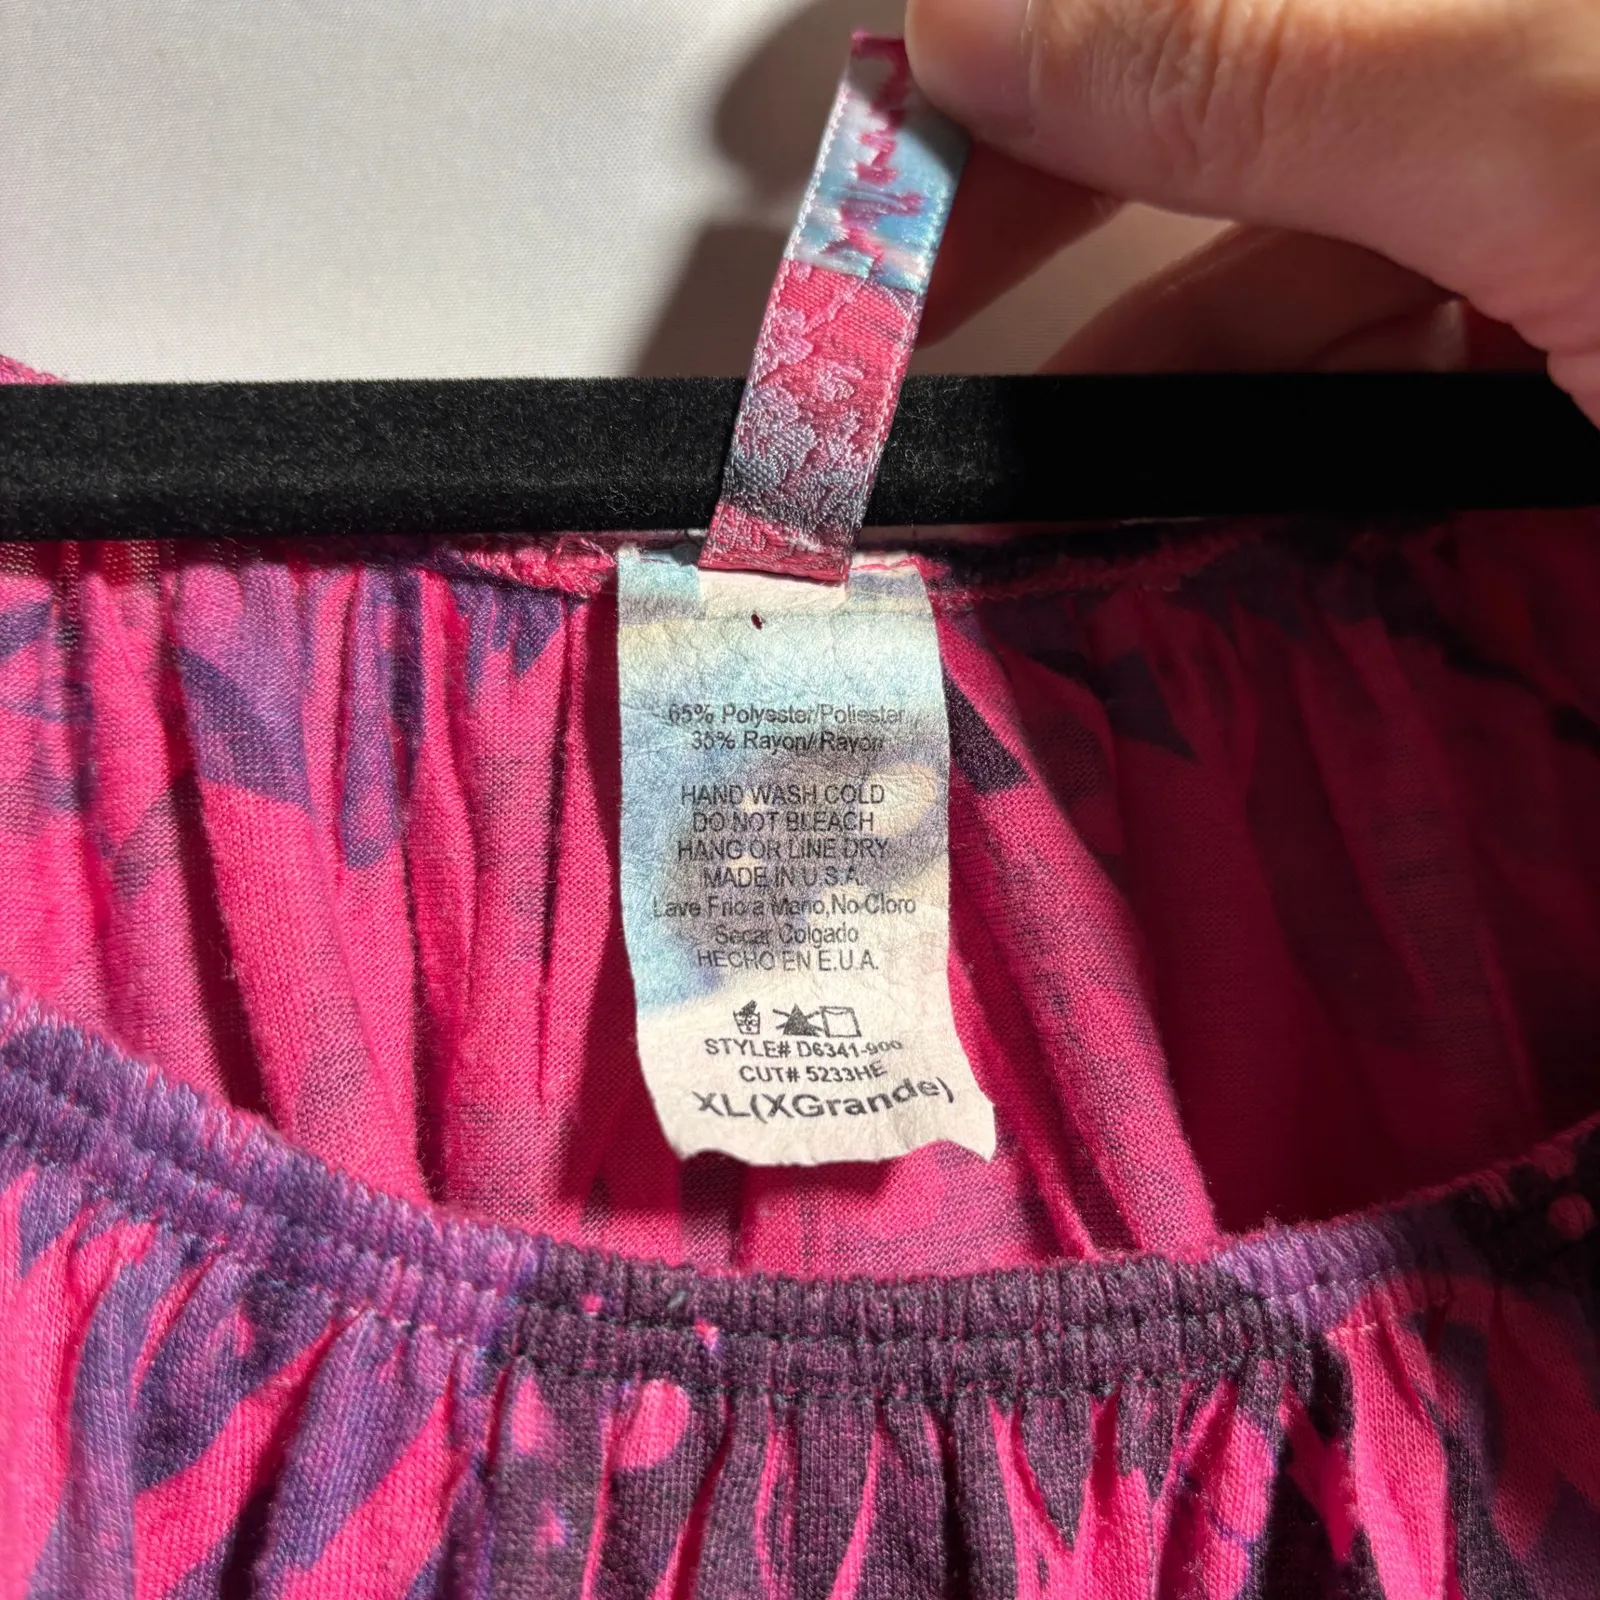 65% Polysster/Poliester
35% Rayon/Rayon
HAND WASH COLD
DO NOT BLEACH
HANG OR LINE DRY
MADE IN U.S.A.
Lave Frio a Mano,No Cloro
Secar Colgado
HECHO EN E.U.A.
STYLE# D6341-900
CUT# 5233HE
XL(XGrande)